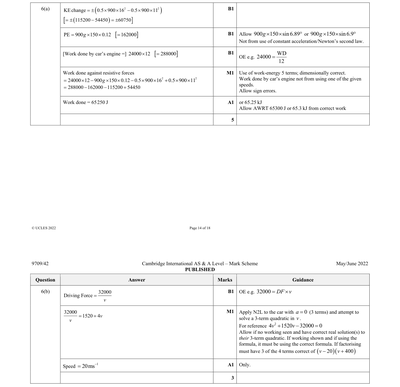 6(a)
KE change = ± (0.5×900×16² − 0.5×900×11²)
[= ± (115200 − 54450) = ±60750]
B1
PE = 900g×150×0.12 [=162000]
B1
Allow 900g×150×sin 6.89° or 900g×150×sin 6.9°
Not from use of constant acceleration/Newton's second law.
[Work done by car's engine =] 24000×12 [= 288000]
B1
OE e.g. 24000 = WD/12
Work done against resistive forces
= 24000×12 − 900g×150×0.12 − 0.5×900×16² + 0.5×900×11²
= 288000 − 162000 − 115200 + 54450
M1
Use of work-energy 5 terms; dimensionally correct.
Work done by car's engine not from using one of the given
speeds.
Allow sign errors.
Work done = 65250 J
A1
or 65.25 kJ
Allow AWRT 65300 J or 65.3 kJ from correct work
5
© UCLES 2022
Page 14 of 16
9709/42
Cambridge International AS & A Level – Mark Scheme
May/June 2022
PUBLISHED
Question
Answer
Marks
Guidance
6(b)
Driving Force = 32000/v
B1
OE e.g. 32000 = DF × v
32000/v = 1520 + 4v
M1
Apply N2L to the car with a = 0 (3 terms) and attempt to
solve a 3-term quadratic in v.
For reference 4v² + 1520v − 32000 = 0
Allow if no working seen and have correct real solution(s) to
their 3-term quadratic. If working shown and if using the
formula, it must be using the correct formula. If factorising
must have 3 of the 4 terms correct of (v − 20)(v + 400)
Speed = 20 ms⁻¹
A1
Only.
3